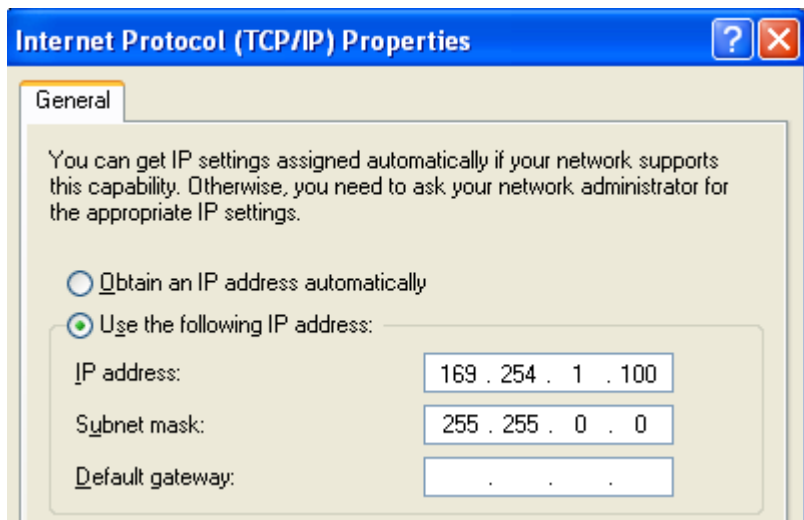 Internet Protocol (TCP/IP) Properties
General
You can get IP settings assigned automatically if your network supports
this capability. Otherwise, you need to ask your network administrator for
the appropriate IP settings.
Obtain an IP address automatically
Use the following IP address:
IP address: 169 . 254 . 1 . 100
Subnet mask: 255 . 255 . 0 . 0
Default gateway: . . .